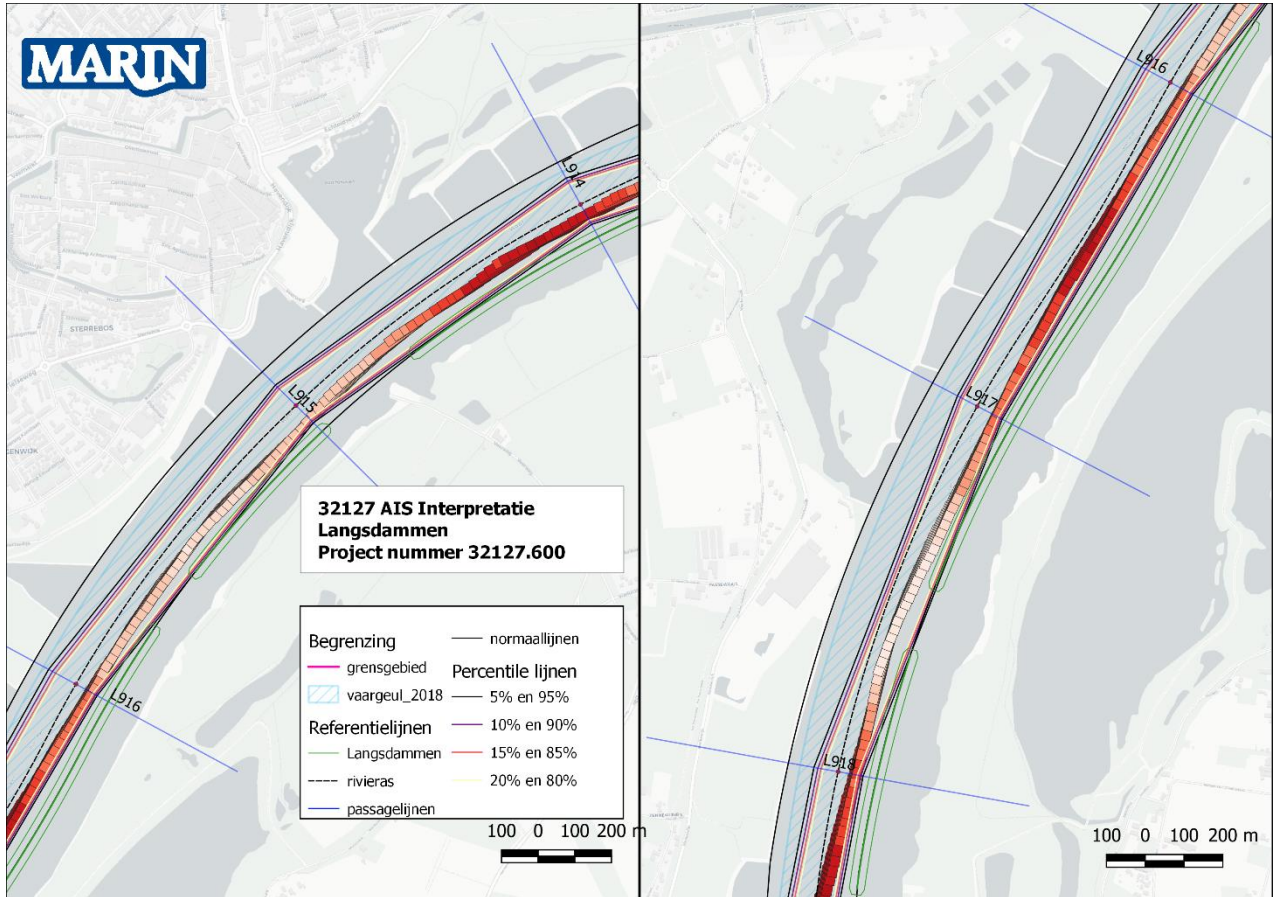 MARIN
L914
L915
STERREBOS
L916
32127 AIS Interpretatie
Langsdammen
Project nummer 32127.600
Begrenzing
grensgebied
vaargeul_2018
Referentielijnen
Langsdammen
rivieras
passagelijnen
normaallijnen
Percentile lijnen
5% en 95%
10% en 90%
15% en 85%
20% en 80%
100 0 100 200 m
L916
L917
L918
100 0 100 200 m